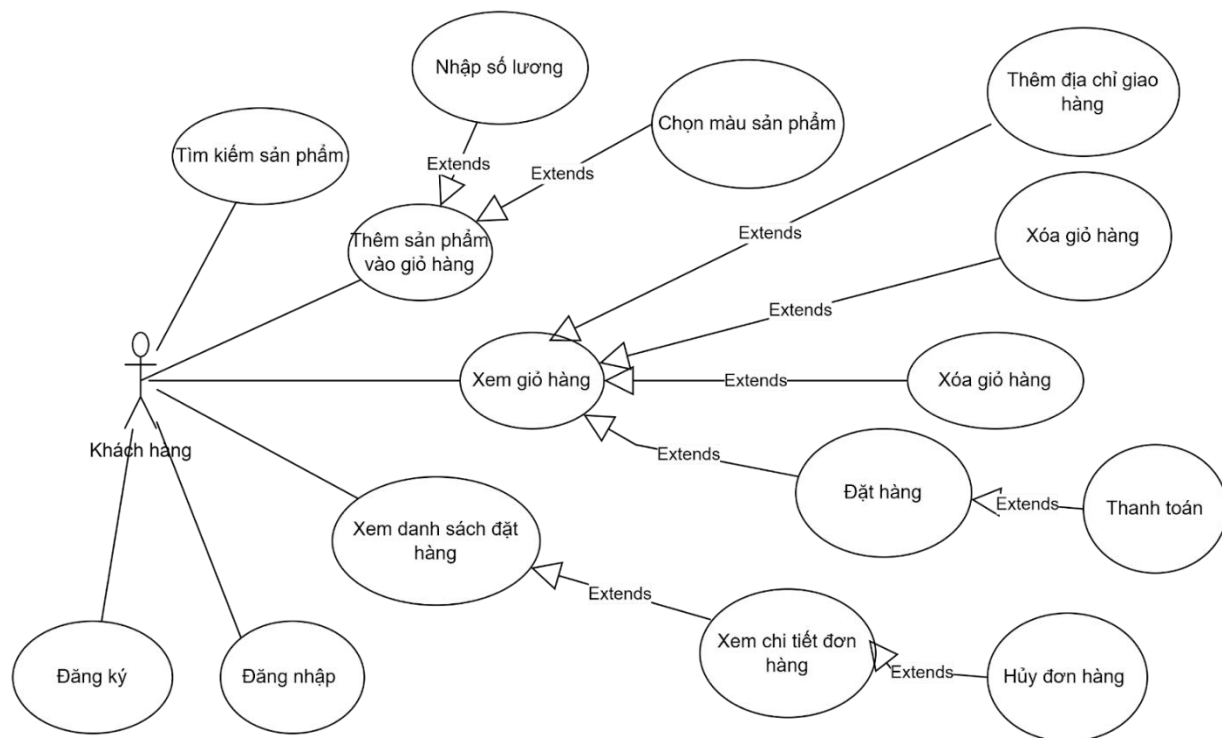 Nhập số lương
Thêm địa chỉ giao
hàng
Chọn màu sản phẩm
Tìm kiếm sản phẩm
Extends
Extends
Thêm sản phẩm
vào giỏ hàng
Extends
Xóa giỏ hàng
Extends
Xem giỏ hàng
Extends
Xóa giỏ hàng
Khách hàng
Extends
Đặt hàng
Extends
Thanh toán
Xem danh sách đặt
hàng
Extends
Xem chi tiết đơn
hàng
Extends
Hủy đơn hàng
Đăng ký
Đăng nhập